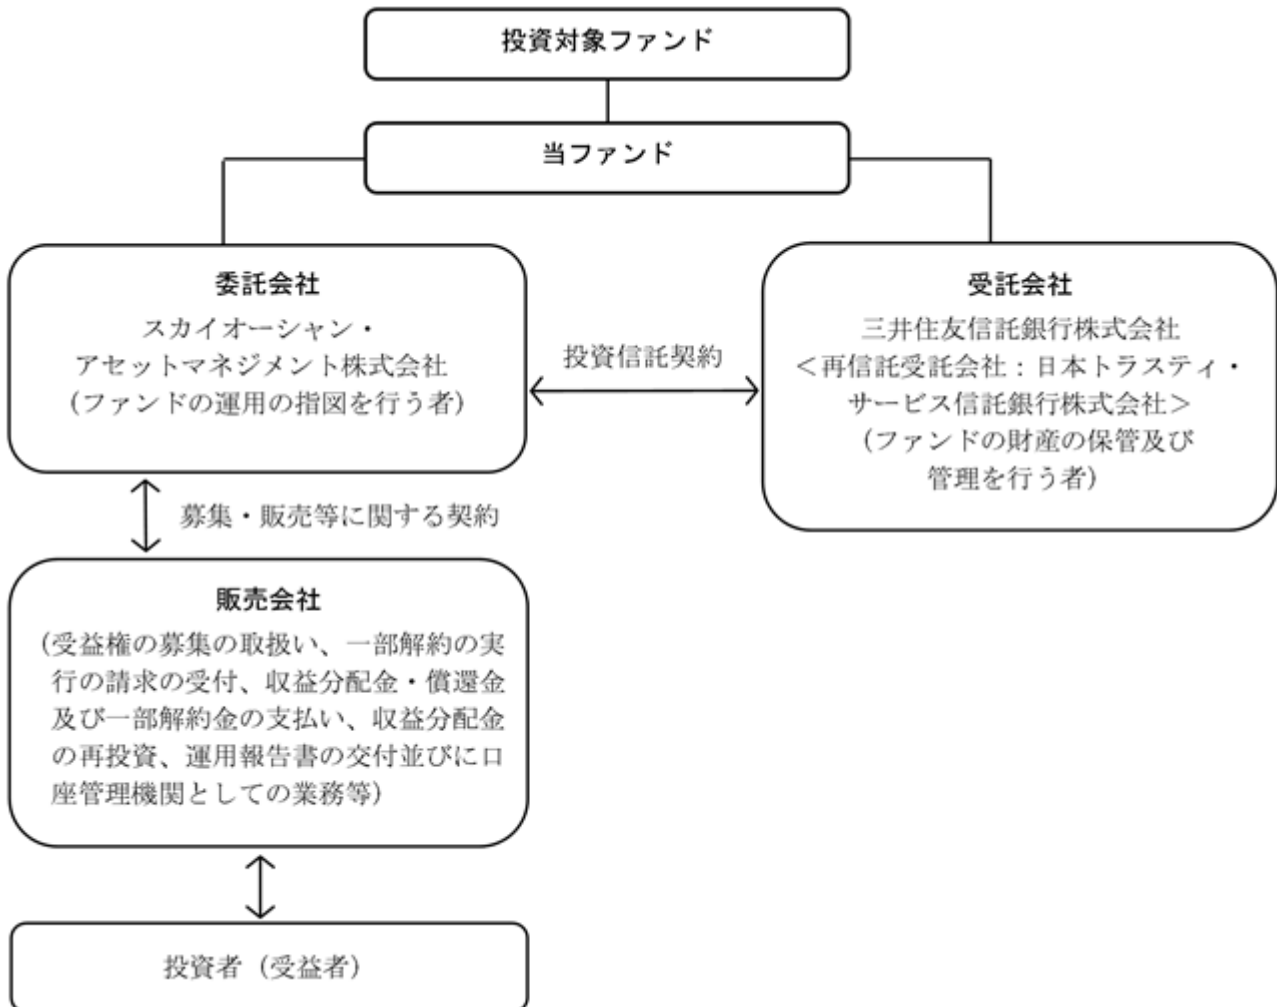 投資対象ファンド
当ファンド
委託会社
スカイオーシャン・
アセットマネジメント株式会社
（ファンドの運用の指図を行う者）
投資信託契約
受託会社
三井住友信託銀行株式会社
＜再信託受託会社：日本トラスティ・
サービス信託銀行株式会社＞
（ファンドの財産の保管及び
管理を行う者）
募集・販売等に関する契約
販売会社
（受益権の募集の取扱い、一部解約の実
行の請求の受付、収益分配金・償還金
及び一部解約金の支払い、収益分配金
の再投資、運用報告書の交付並びに口
座管理機関としての業務等）
投資者（受益者）